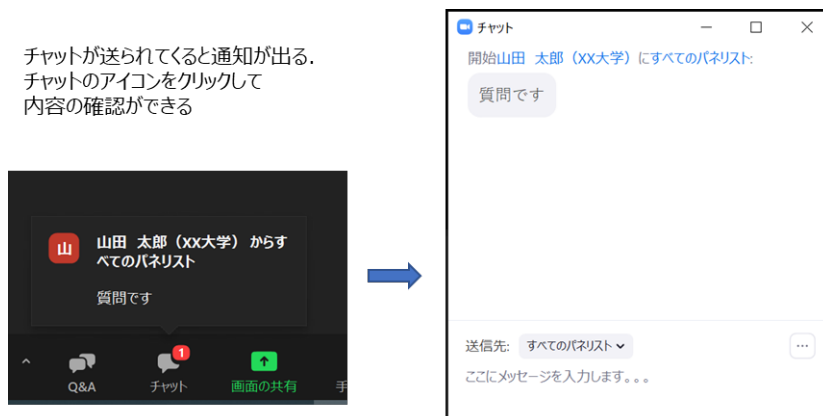 チャットが送られてくると通知が出る．
チャットのアイコンをクリックして
内容の確認ができる
山
山田 太郎（XX大学） からす
べてのパネリスト
質問です
1
Q&A
チャット
画面の共有
手
チャット
開始山田 太郎（XX大学）にすべてのパネリスト:
質問です
送信先: すべてのパネリスト
ここにメッセージを入力します。。。